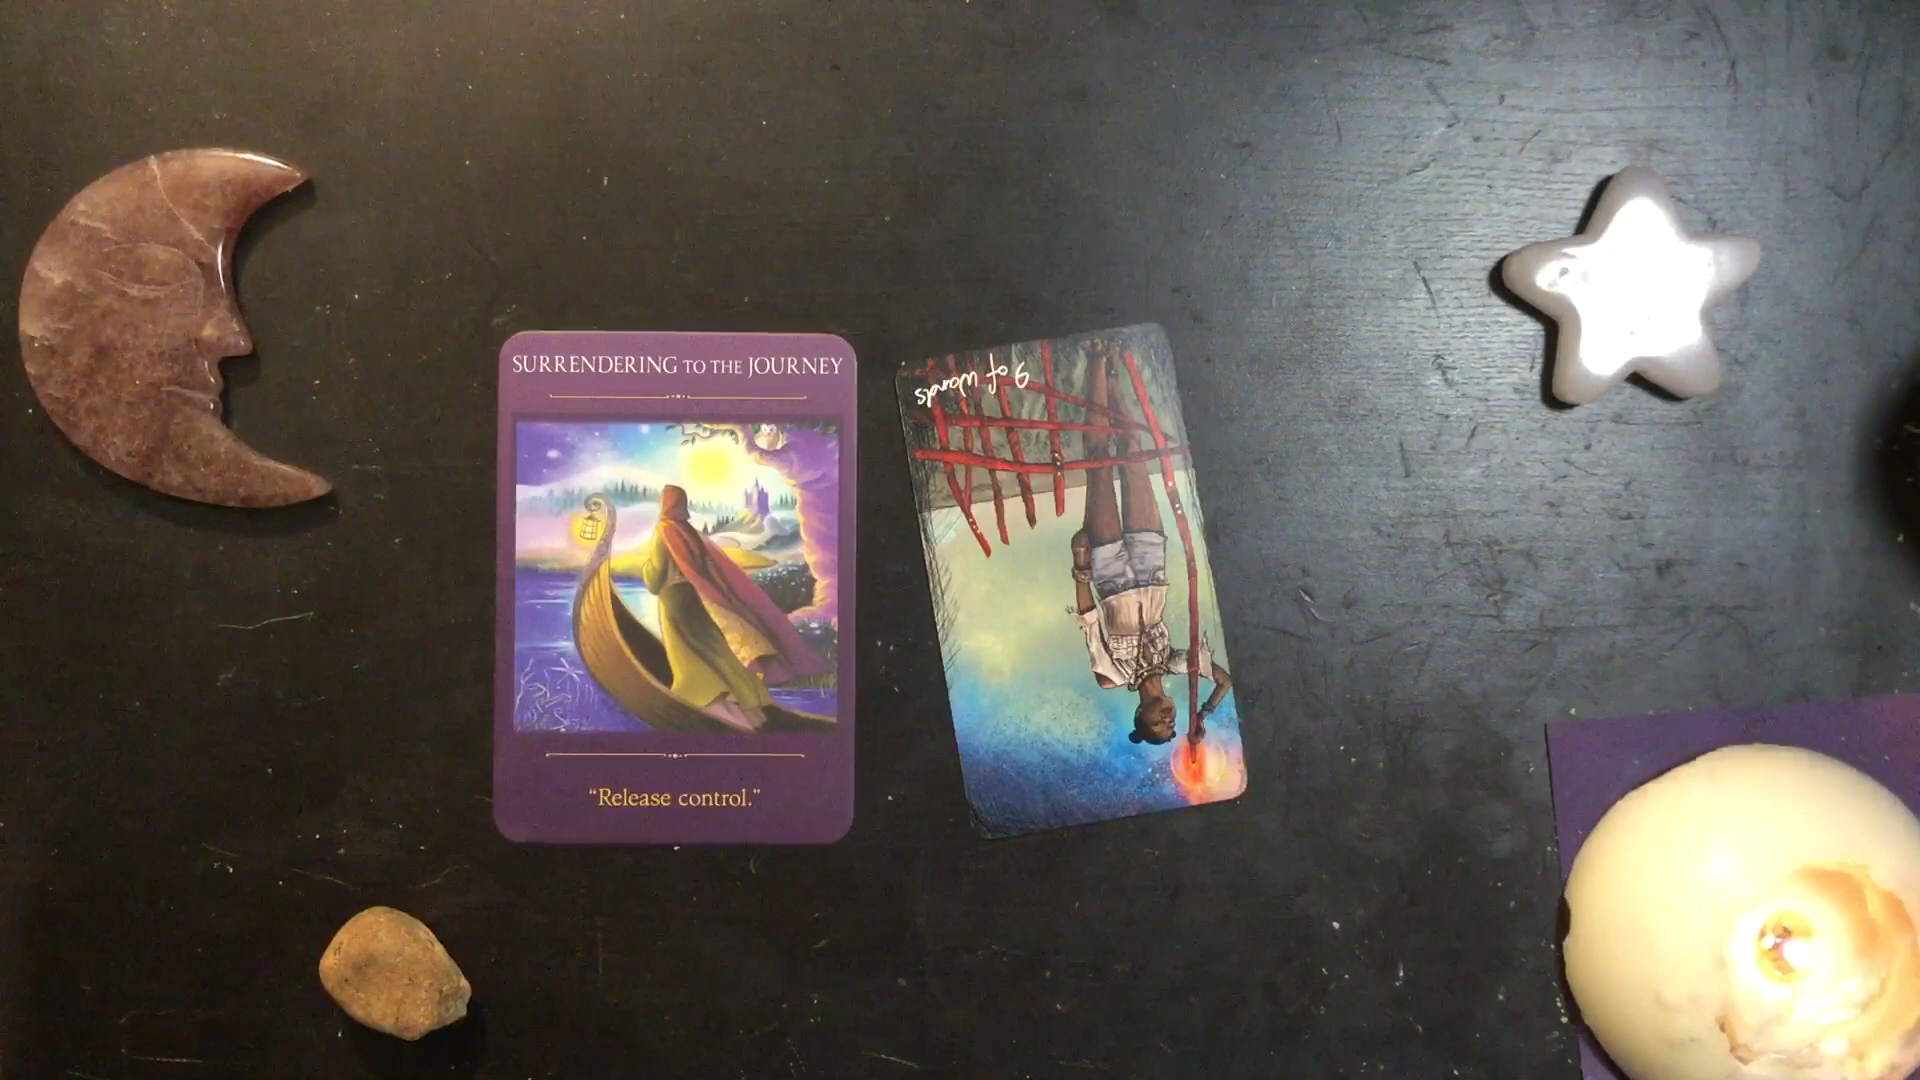 SURRENDERING TO THE JOURNEY
"Release control."
9 of Wands